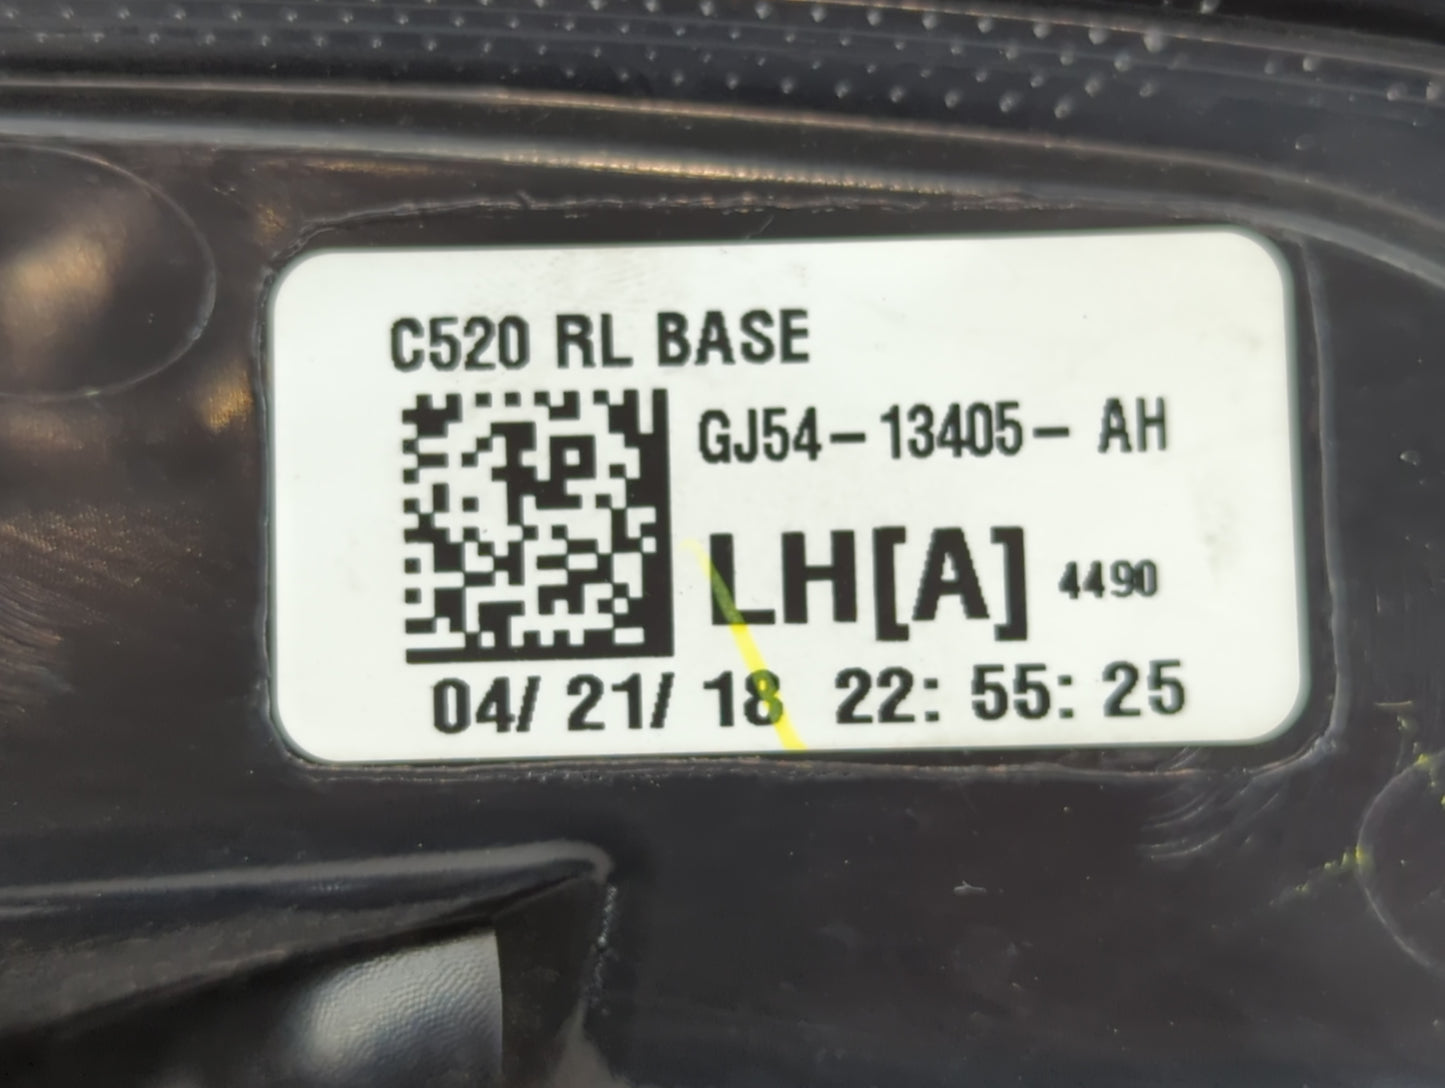 C520 RL BASE
GJ54-13405-AH
LH[A] 4490
04/21/18 22:55:25